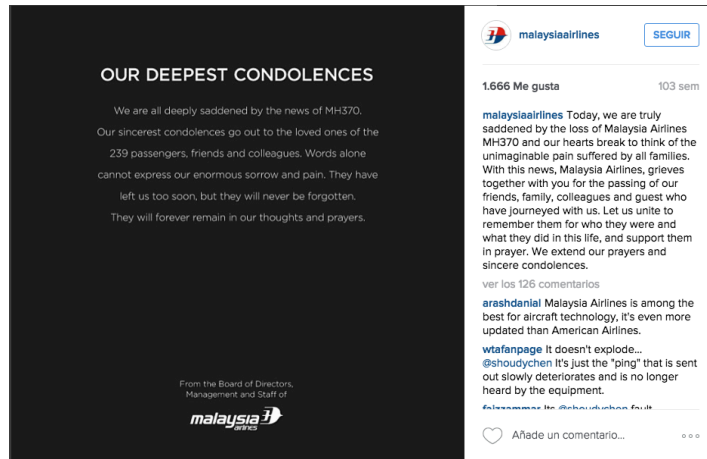 OUR DEEPEST CONDOLENCES
We are all deeply saddened by the news of MH370.
Our sincerest condolences go out to the loved ones of the
239 passengers, friends and colleagues. Words alone
cannot express our enormous sorrow and pain. They have
left us too soon, but they will never be forgotten.
They will forever remain in our thoughts and prayers.
From the Board of Directors,
Management and Staff of
malaysia
airlines
malaysiaairlines
SEGUIR
1.666 Me gusta
103 sem
malaysiaairlines Today, we are truly
saddened by the loss of Malaysia Airlines
MH370 and our hearts break to think of the
unimaginable pain suffered by all families.
With this news, Malaysia Airlines, grieves
together with you for the passing of our
friends, family, colleagues and guest who
have journeyed with us. Let us unite to
remember them for who they were and
what they did in this life, and support them
in prayer. We extend our prayers and
sincere condolences.
ver los 126 comentarios
arashdanial Malaysia Airlines is among the
best for aircraft technology, it's even more
updated than American Airlines.
wtafanpage It doesn't explode...
@shoudychen It's just the "ping" that is sent
out slowly deteriorates and is no longer
heard by the equipment.
faizzammar Its @shoudychen fault
Añade un comentario...